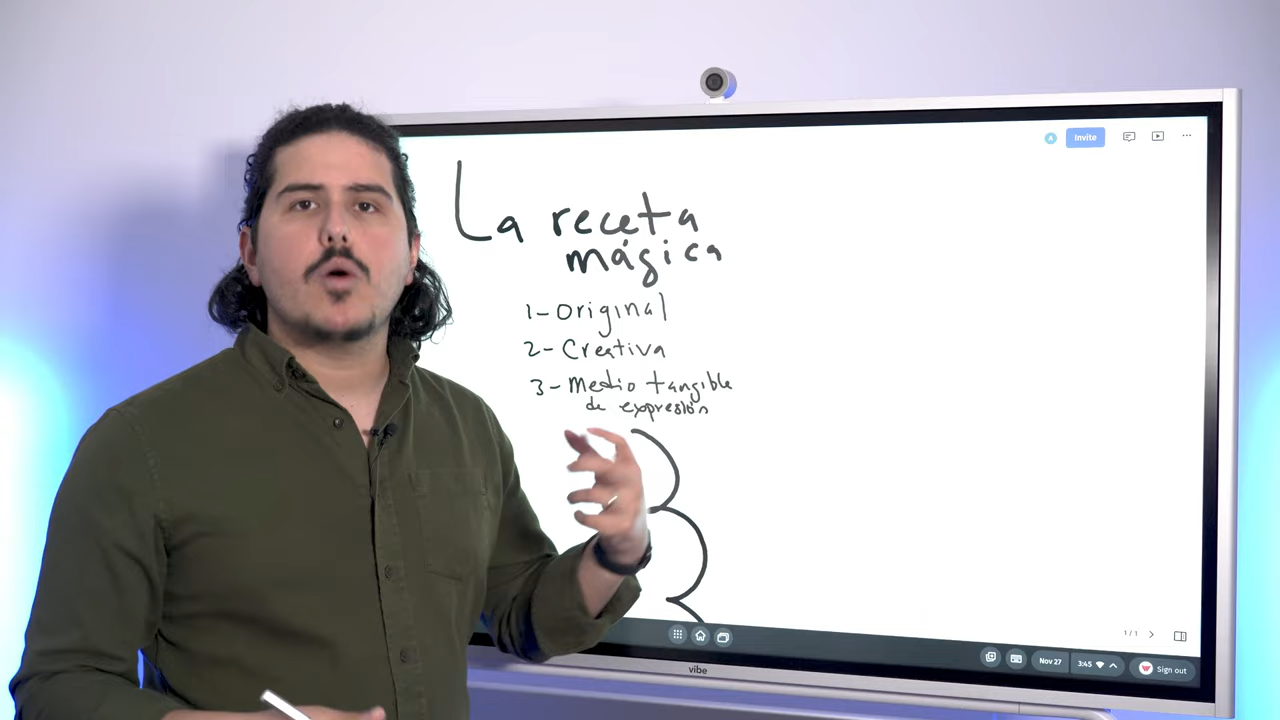 La receta
mágica
1- Original
2- Creativa
3- Medio tangible
de expresión
A
Invite
1/1
Nov 27
3:45
Sign out
vibe